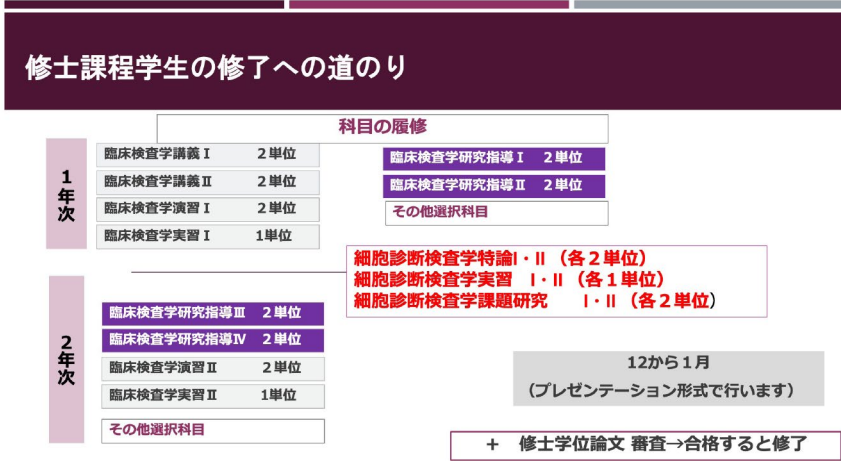 修士課程学生の修了への道のり
科目の履修
1年次
臨床検査学講義Ⅰ 2単位
臨床検査学講義Ⅱ 2単位
臨床検査学演習Ⅰ 2単位
臨床検査学実習Ⅰ 1単位
臨床検査学研究指導Ⅰ 2単位
臨床検査学研究指導Ⅱ 2単位
その他選択科目
細胞診断検査学特論I・II（各２単位）
細胞診断検査学実習 I・II（各１単位）
細胞診断検査学課題研究 I・II（各２単位）
2年次
臨床検査学研究指導Ⅲ 2単位
臨床検査学研究指導Ⅳ 2単位
臨床検査学演習Ⅱ 2単位
臨床検査学実習Ⅱ 1単位
その他選択科目
12から１月
（プレゼンテーション形式で行います）
+ 修士学位論文 審査→合格すると修了